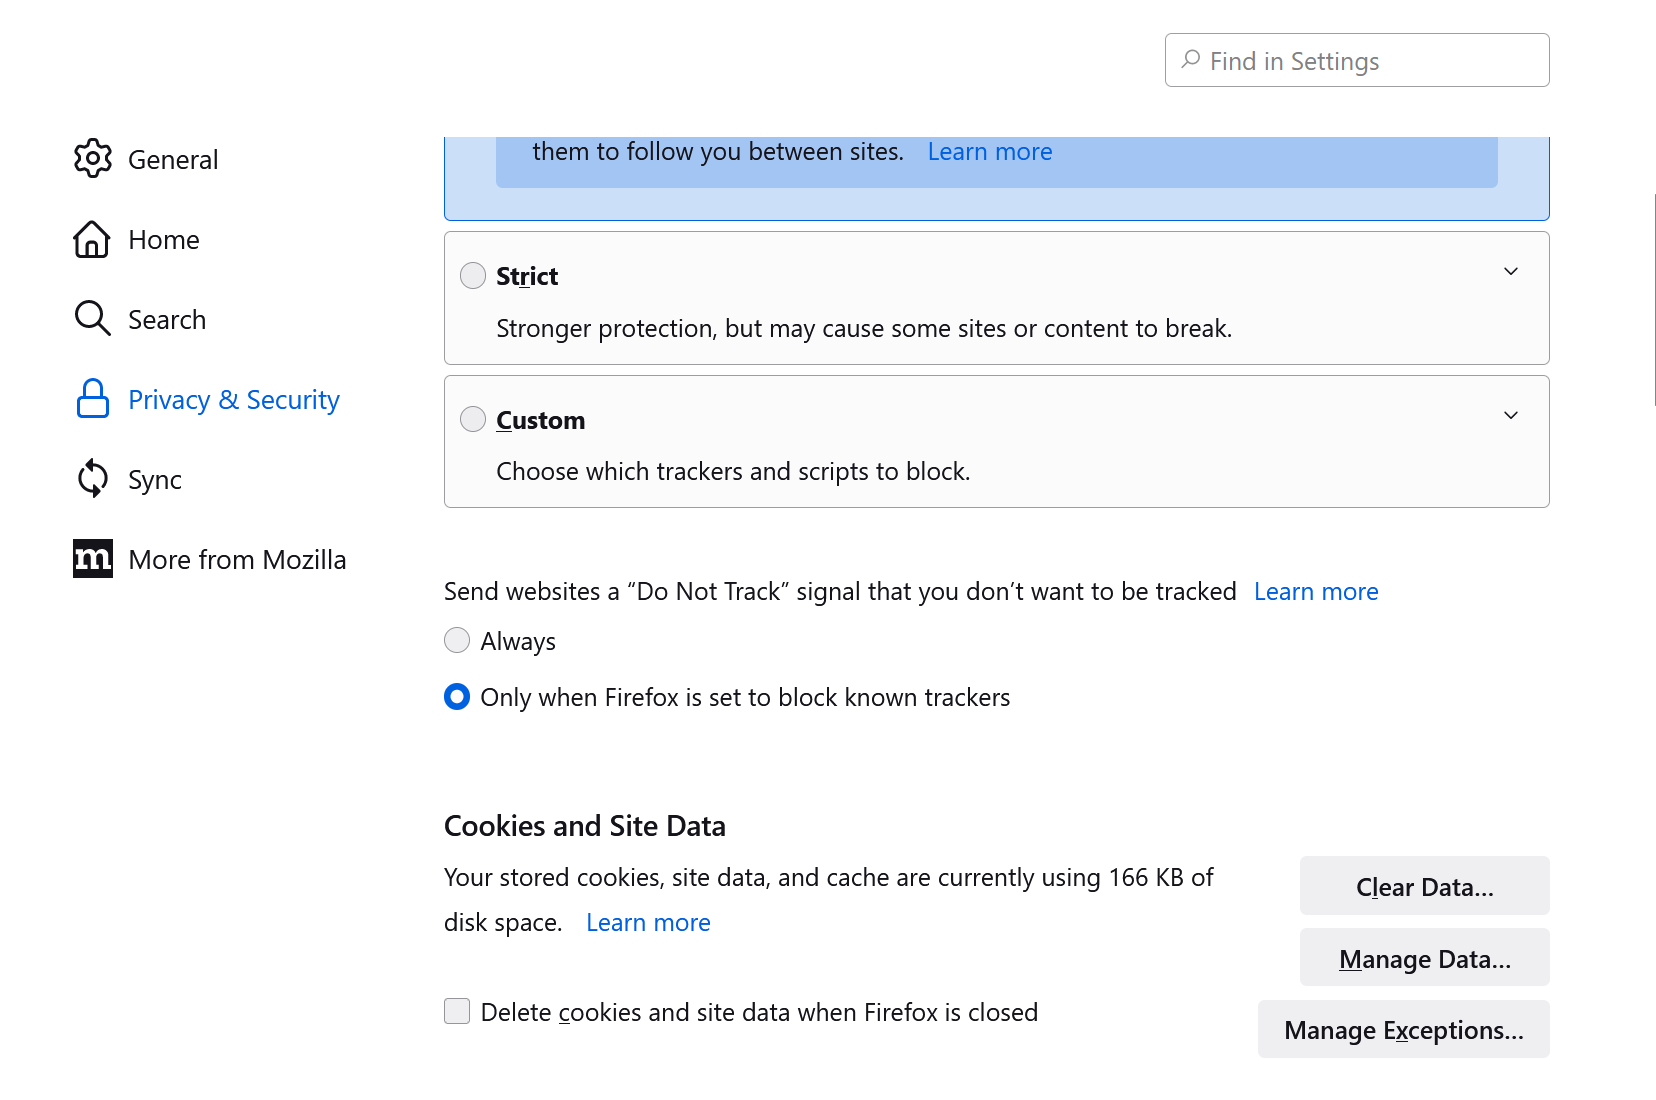 Find in Settings
General
Home
Search
Privacy & Security
Sync
m More from Mozilla
them to follow you between sites. Learn more
Strict
Stronger protection, but may cause some sites or content to break.
Custom
Choose which trackers and scripts to block.
Send websites a “Do Not Track” signal that you don’t want to be tracked Learn more
Always
Only when Firefox is set to block known trackers
Cookies and Site Data
Your stored cookies, site data, and cache are currently using 166 KB of
disk space. Learn more
Clear Data…
Manage Data…
Delete cookies and site data when Firefox is closed
Manage Exceptions…